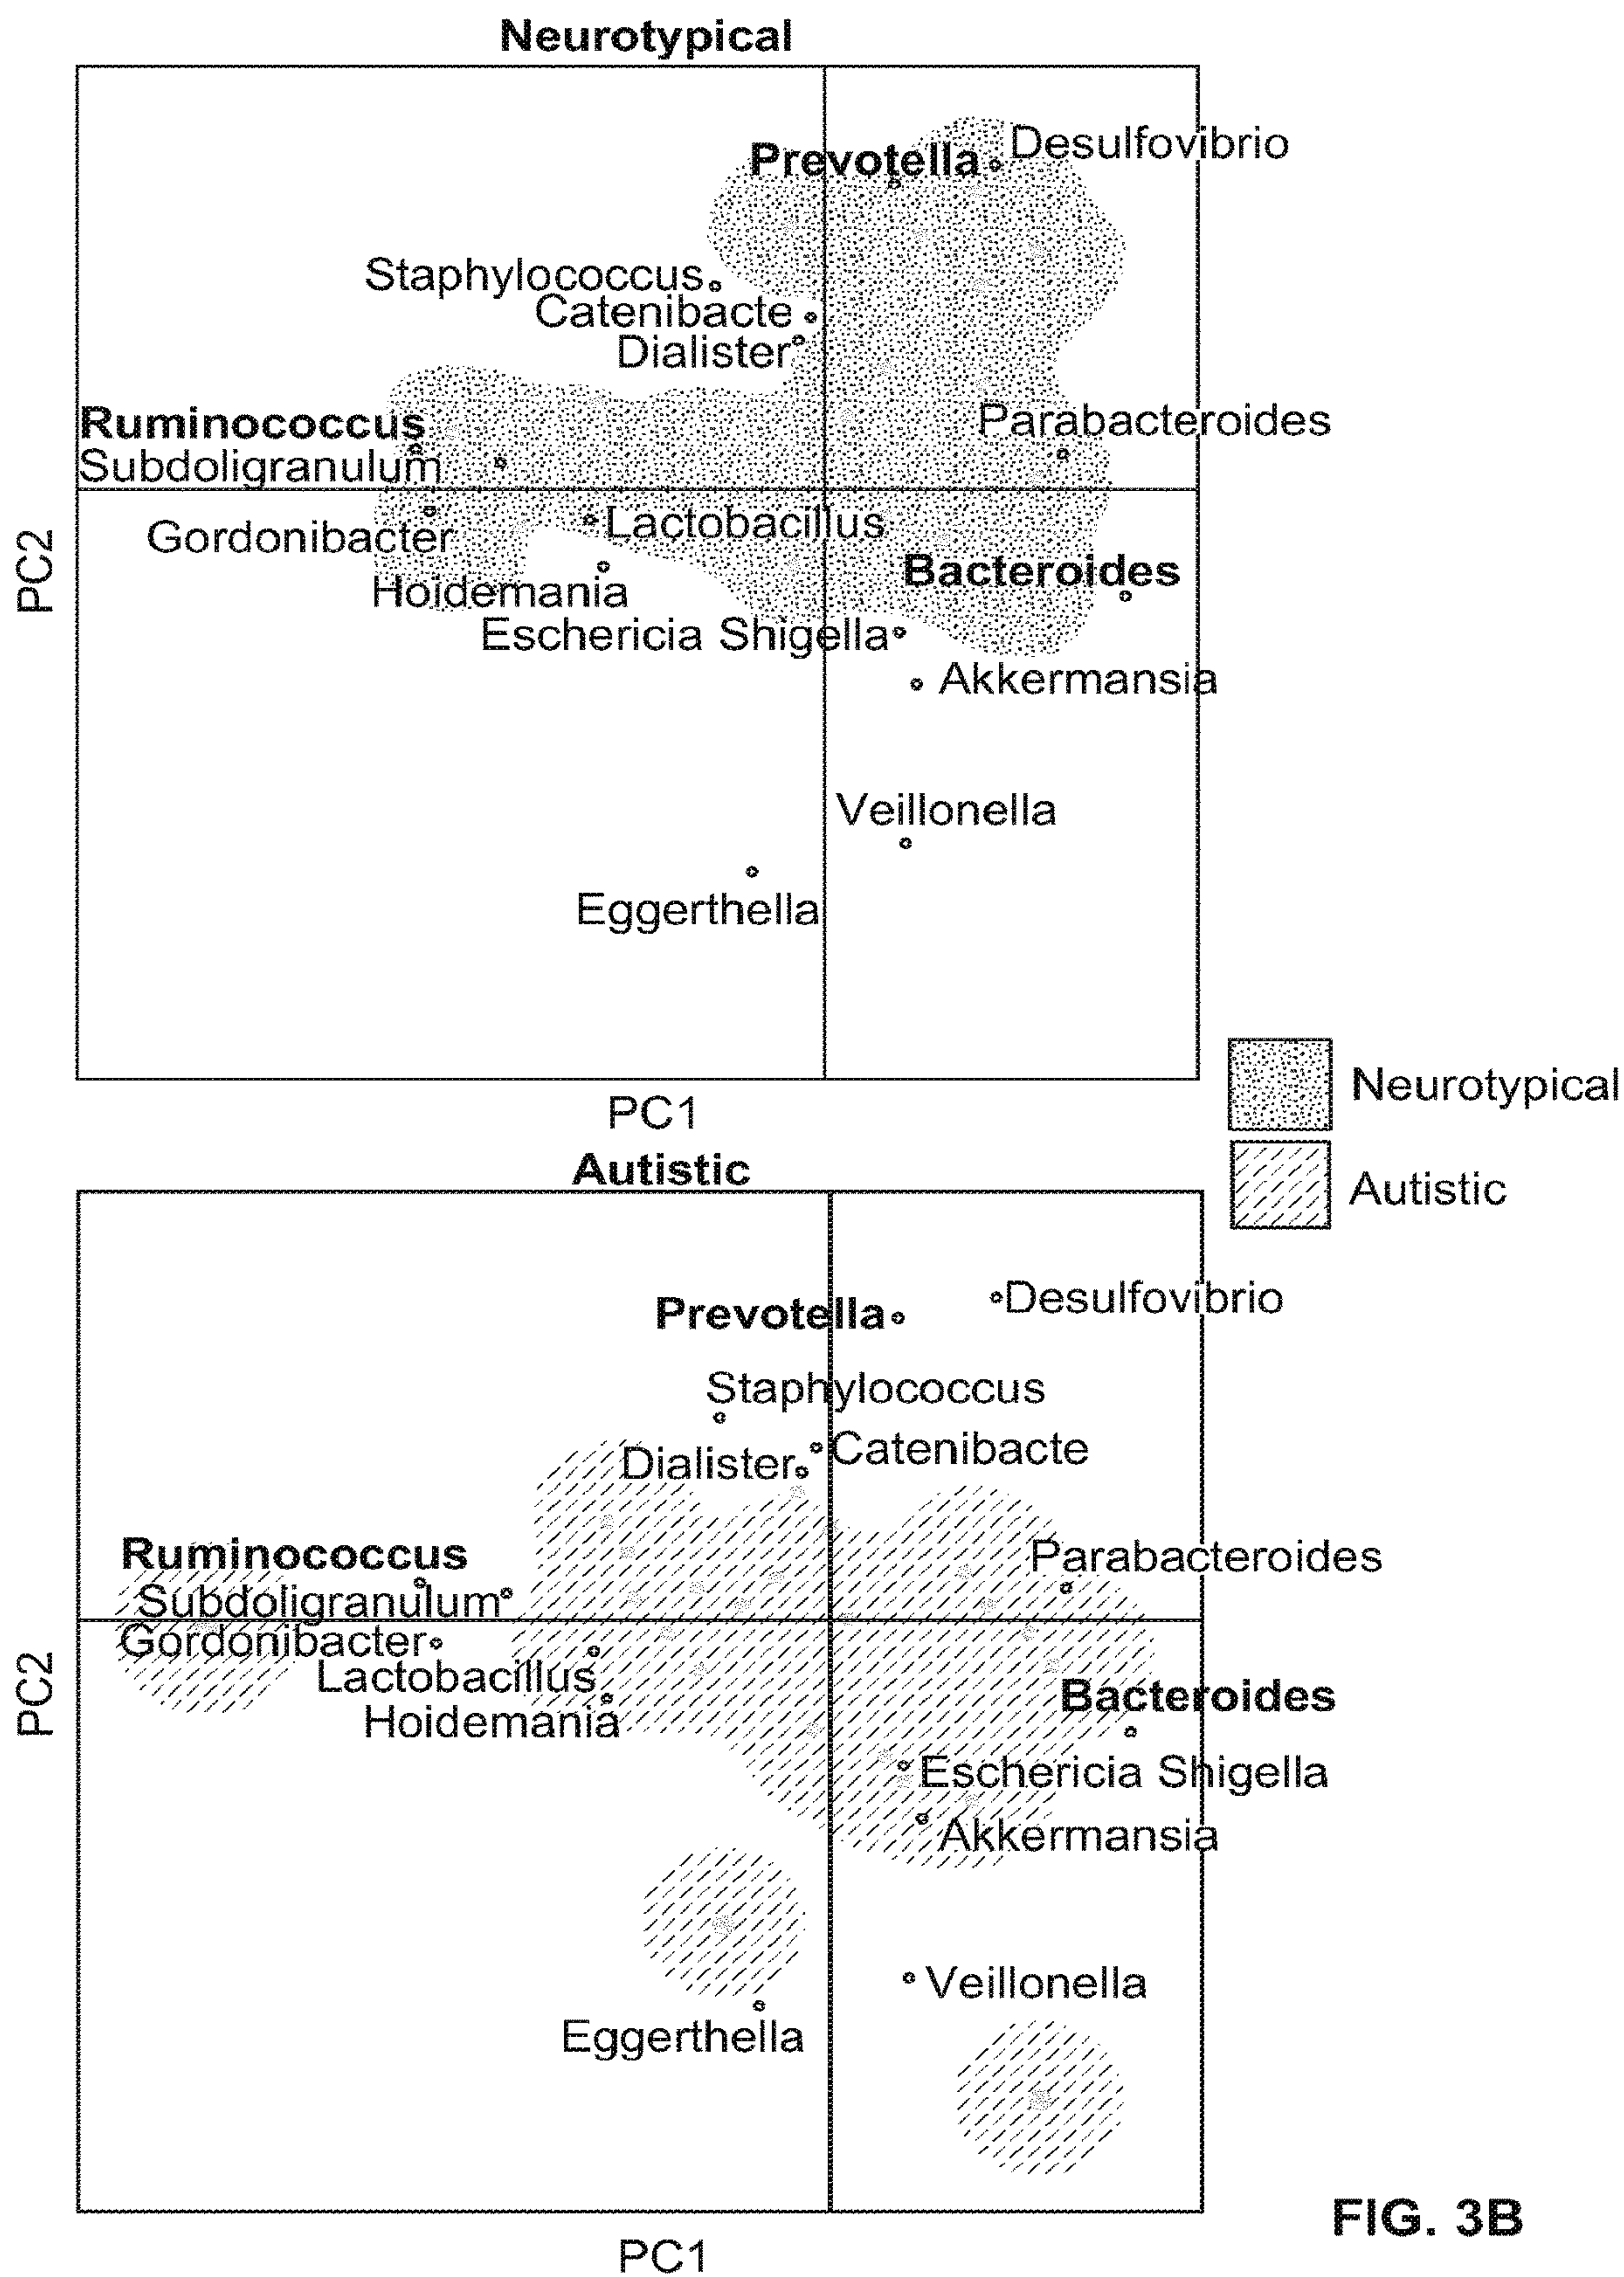 Neurotypical
Prevotella
Desulfovibrio
Staphylococcus
Catenibacte
Dialister
Ruminococcus
Parabacteroides
Subdoligranulum
Gordonibacter
Lactobacillus
Hoidemania
Bacteroides
Eschericia Shigella
Akkermansia
Veillonella
Eggerthella
PC2
PC1
Neurotypical
Autistic
Autistic
Desulfovibrio
Prevotella
Staphylococcus
Catenibacte
Dialister
Ruminococcus
Parabacteroides
Subdoligranulum
Gordonibacter
Lactobacillus
Hoidemania
Bacteroides
Eschericia Shigella
Akkermansia
Veillonella
Eggerthella
PC2
PC1
FIG. 3B